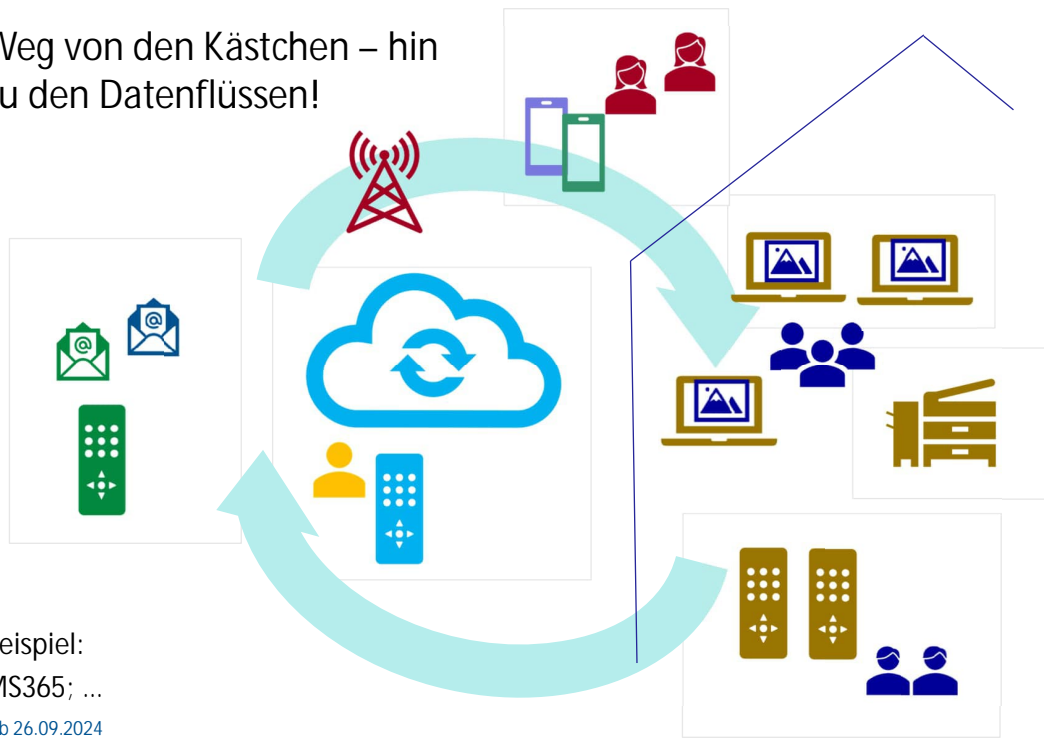 Weg von den Kästchen – hin
u den Datenflüssen!
eispiel:
MS365; ...
b 26.09.2024